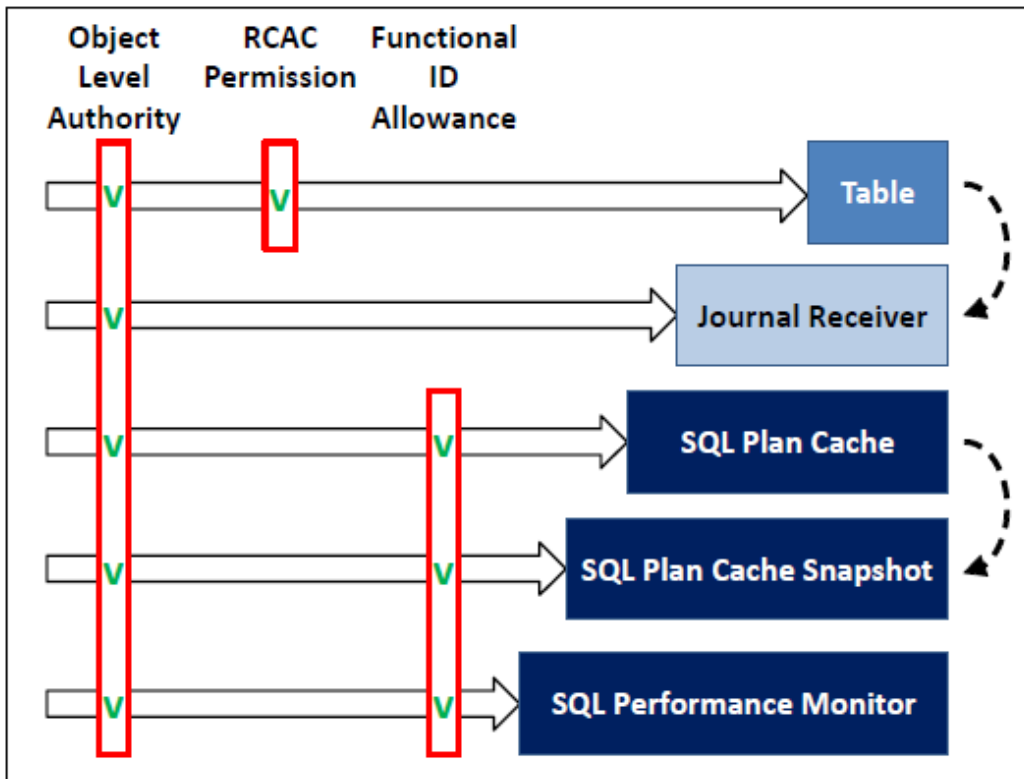 Object
Level
Authority
RCAC
Permission
Functional
ID
Allowance
V V Table
V Journal Receiver
V V SQL Plan Cache
V V SQL Plan Cache Snapshot
V V SQL Performance Monitor